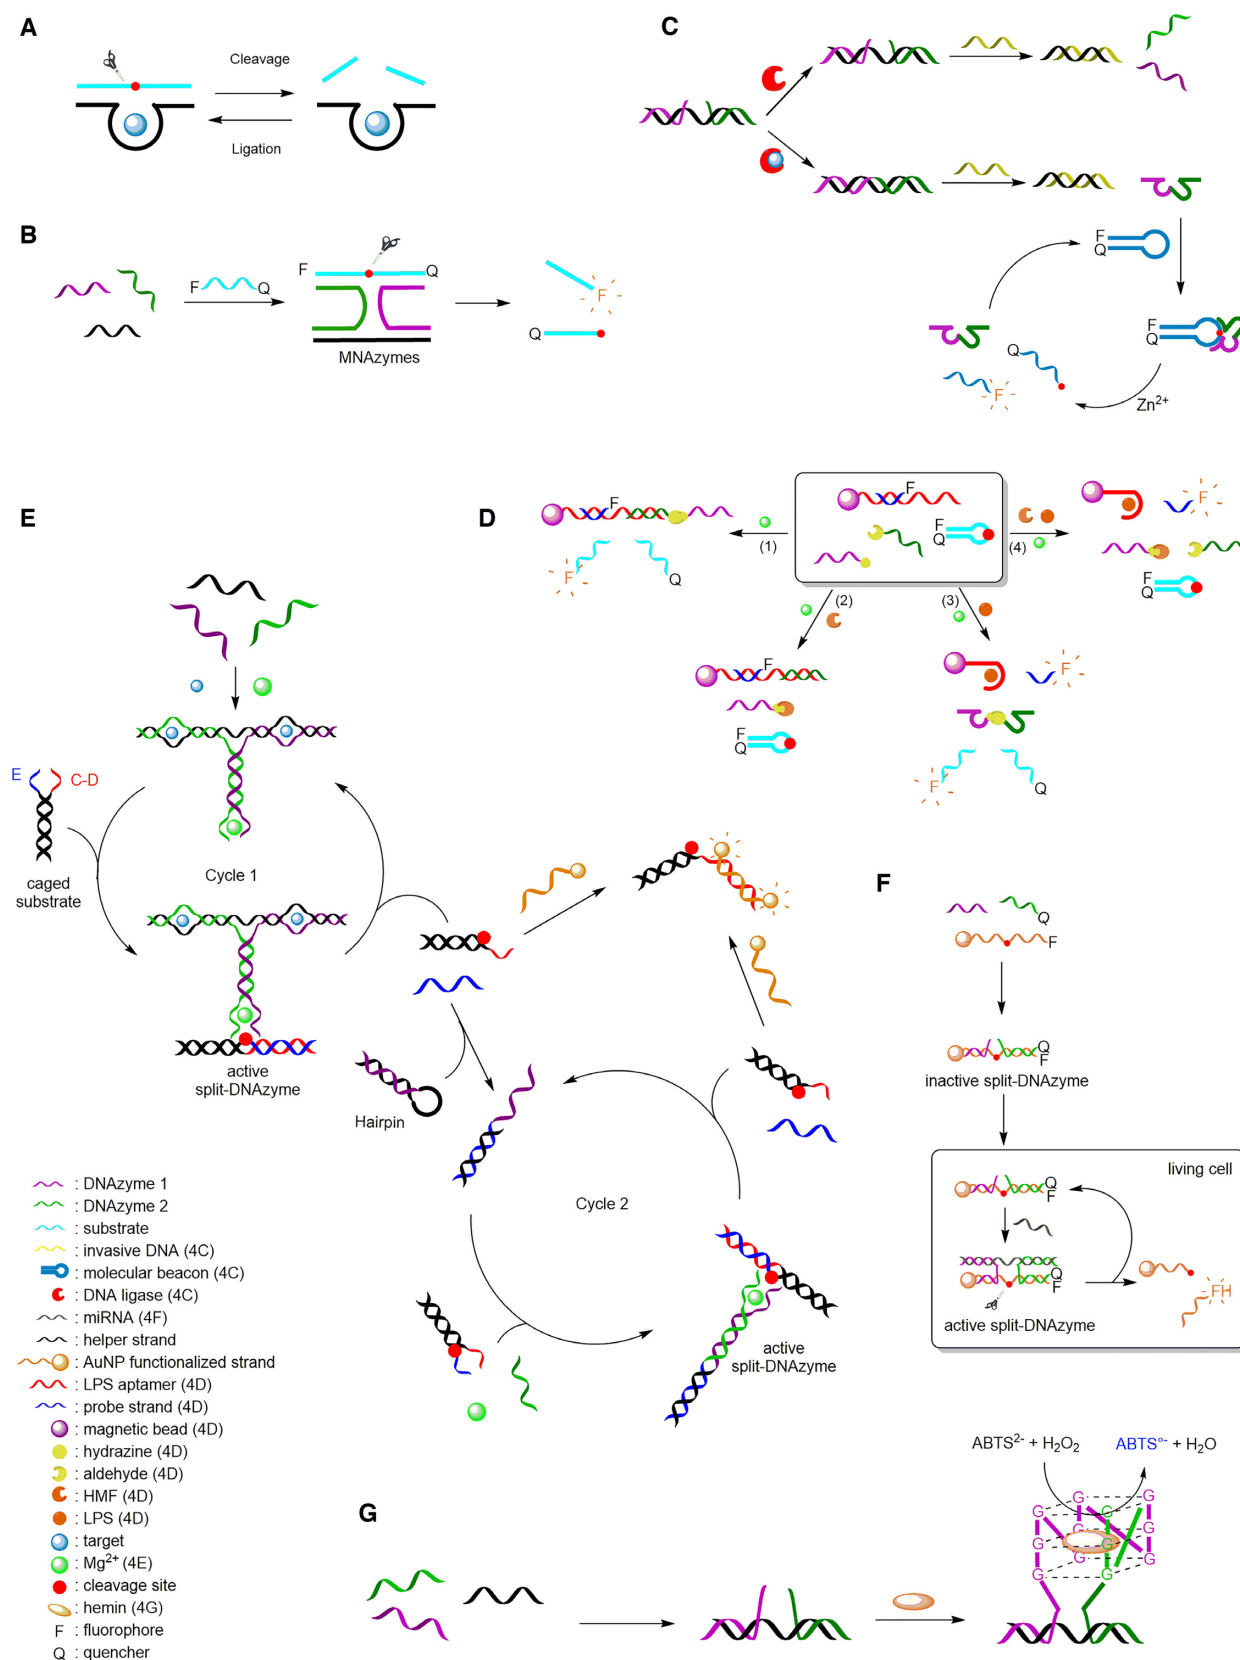 A
Cleavage
Ligation
B
F
Q
F
Q
MNAzymes
F
Q
C
F
Q
F
Q
Q
F
Zn2+
D
F
F
Q
(1)
F
F
Q
(4)
F
F
Q
(2)
(3)
F
F
Q
F
F
Q
E
E
C-D
caged
substrate
Cycle 1
active
split-DNAzyme
Hairpin
Cycle 2
active
split-DNAzyme
F
Q
F
Q
F
inactive split-DNAzyme
living cell
Q
F
Q
F
FH
active split-DNAzyme
: DNAzyme 1
: DNAzyme 2
: substrate
: invasive DNA (4C)
: molecular beacon (4C)
: DNA ligase (4C)
: miRNA (4F)
: helper strand
: AuNP functionalized strand
: LPS aptamer (4D)
: probe strand (4D)
: magnetic bead (4D)
: hydrazine (4D)
: aldehyde (4D)
: HMF (4D)
: LPS (4D)
: target
: Mg2+ (4E)
: cleavage site
: hemin (4G)
F : fluorophore
Q : quencher
G
ABTS2- + H2O2
ABTSº- + H2O
G
G
G
G
G
G
G
G
G
G
G
G